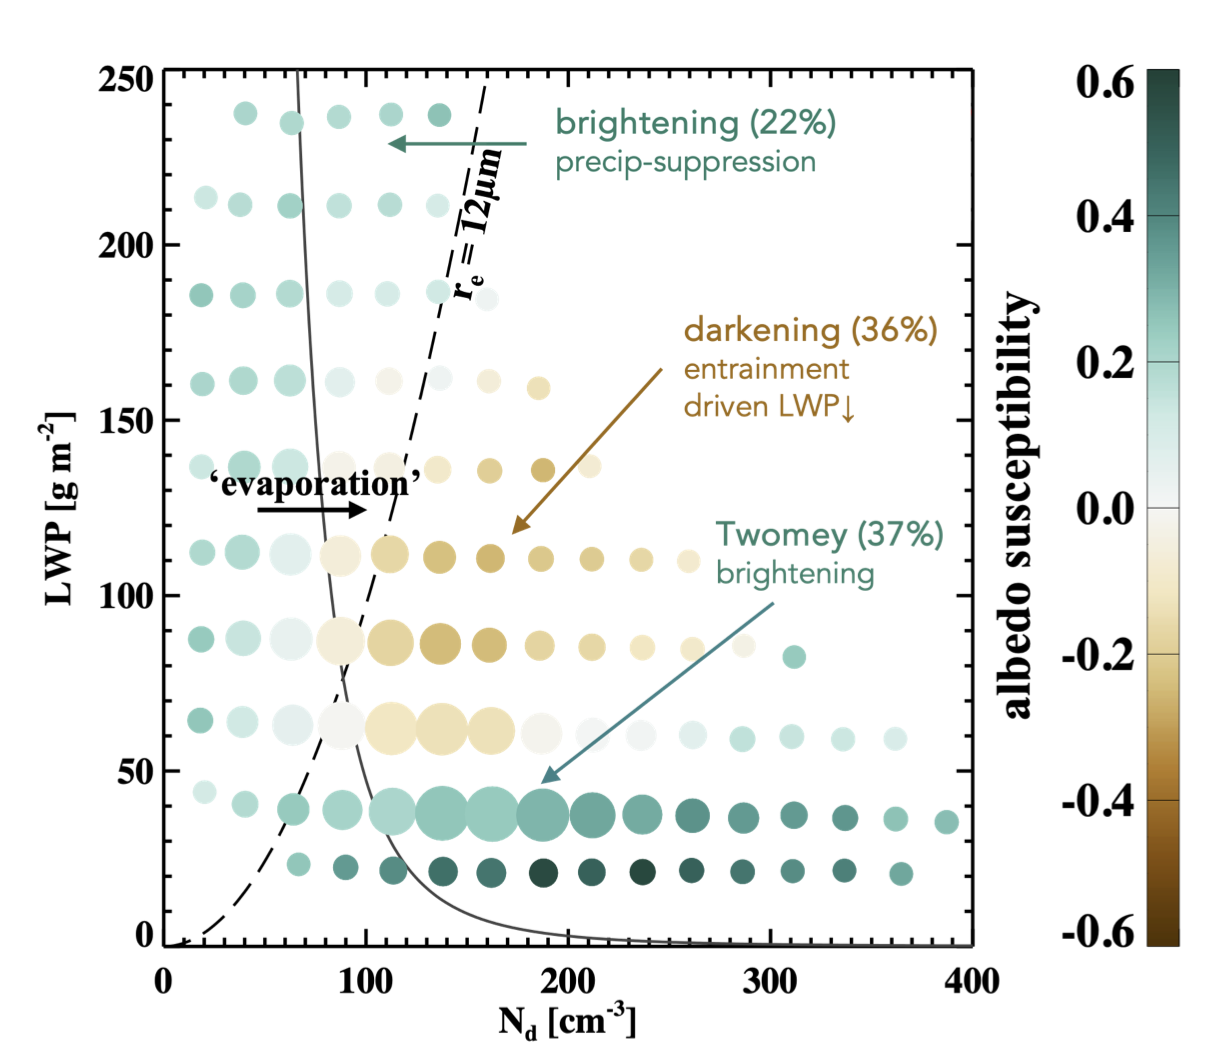 250
200
150
100
50
0
LWP [g m-2]
0
100
200
300
400
Nd [cm-3]
brightening (22%)
precip-suppression
re = 12μm
darkening (36%)
entrainment
driven LWP↓
‘evaporation’
Twomey (37%)
brightening
0.6
0.4
0.2
0.0
-0.2
-0.4
-0.6
albedo susceptibility